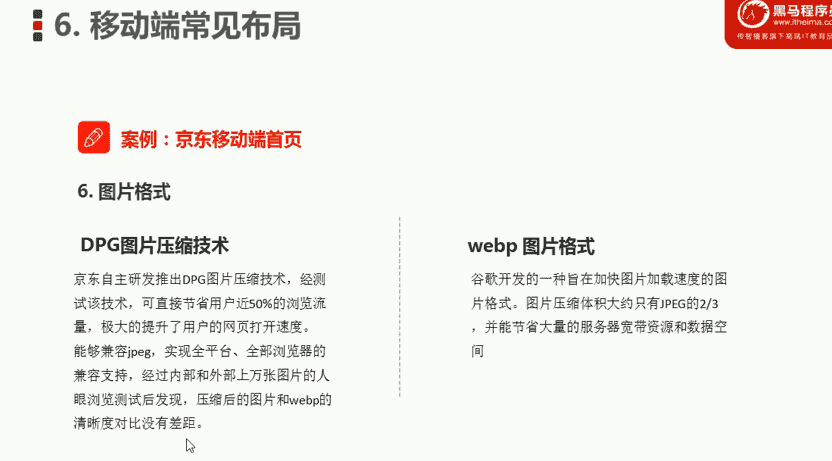 6. 移动端常见布局
黑马程序员
www.itheima.co
传智播客旗下高端IT教育品
案例：京东移动端首页
6. 图片格式
DPG图片压缩技术
京东自主研发推出DPG图片压缩技术，经测
试该技术，可直接节省用户近50%的浏览流
量，极大的提升了用户的网页打开速度。
能够兼容jpeg，实现全平台、全部浏览器的
兼容支持，经过内部和外部上万张图片的人
眼浏览测试后发现，压缩后的图片和webp的
清晰度对比没有差距。
webp 图片格式
谷歌开发的一种旨在加快图片加载速度的图
片格式。图片压缩体积大约只有JPEG的2/3
，并能节省大量的服务器宽带资源和数据空
间